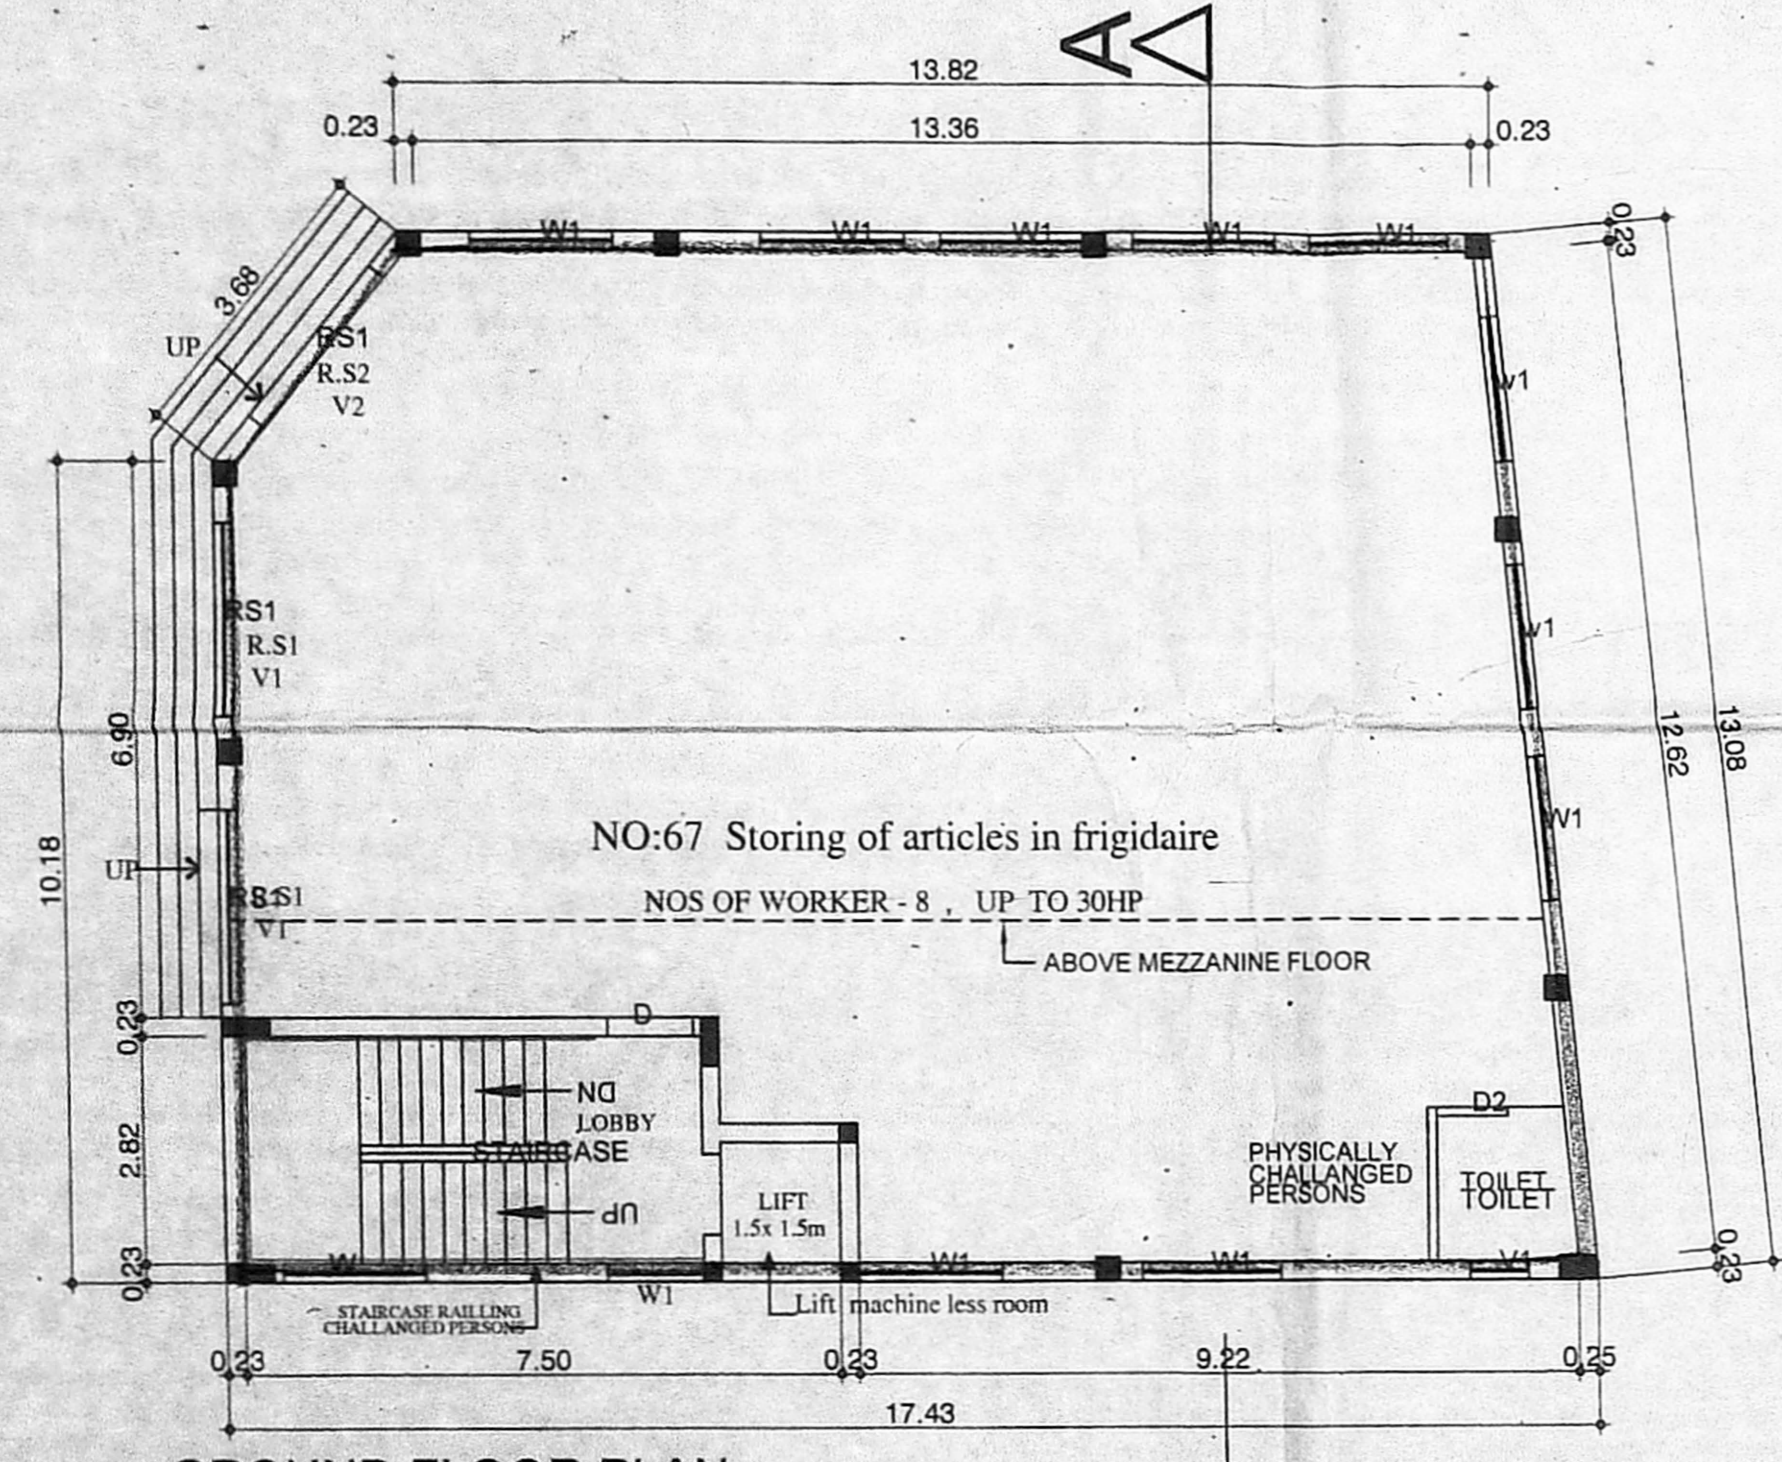 A
13.82
0.23
13.36
0.23
W1
W1
W1
W1
W1
0.23
3.68
UP
RS1
R.S2
V2
w1
w1
W1
RS1
R.S1
V1
6.90
10.18
12.62
13.08
NO:67 Storing of articles in frigidaire
NOS OF WORKER - 8 , UP TO 30HP
UP
R.S1
V1
ABOVE MEZZANINE FLOOR
0.23
D
DN
LOBBY
STAIRCASE
UP
2.82
LIFT
1.5x 1.5m
PHYSICALLY
CHALLANGED
PERSONS
D2
TOILET
TOILET
0.23
W
W1
W1
W1
V1
0.23
STAIRCASE RAILLING
CHALLANGED PERSONS
Lift machine less room
0.23
7.50
0.23
9.22
0.25
17.43
GROUND FLOOR PLAN